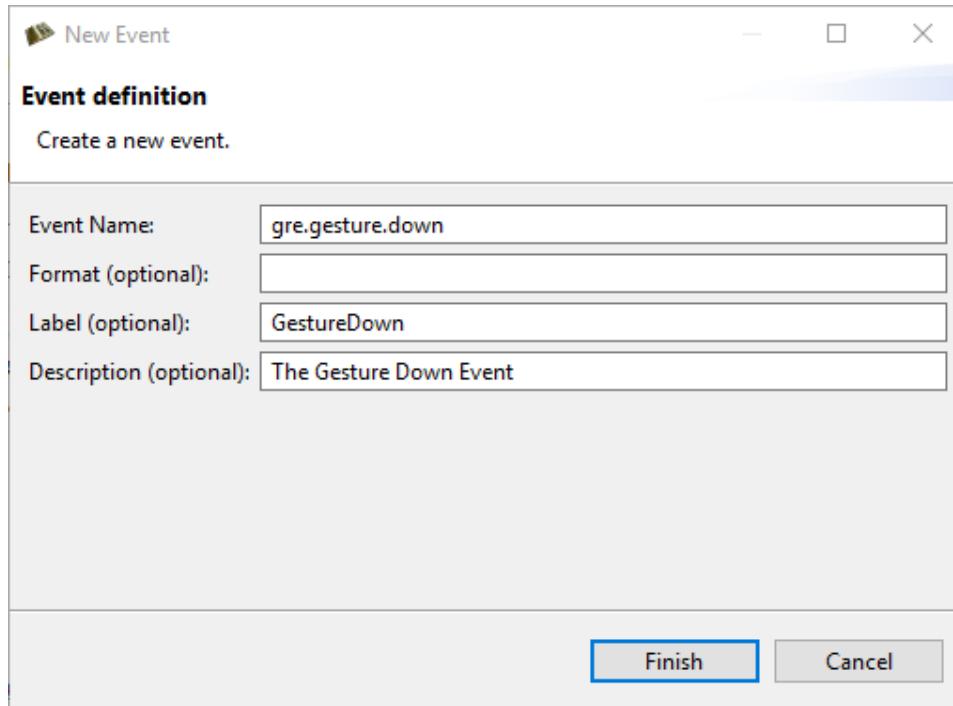 New Event
Event definition
Create a new event.
Event Name: gre.gesture.down
Format (optional):
Label (optional): GestureDown
Description (optional): The Gesture Down Event
Finish Cancel